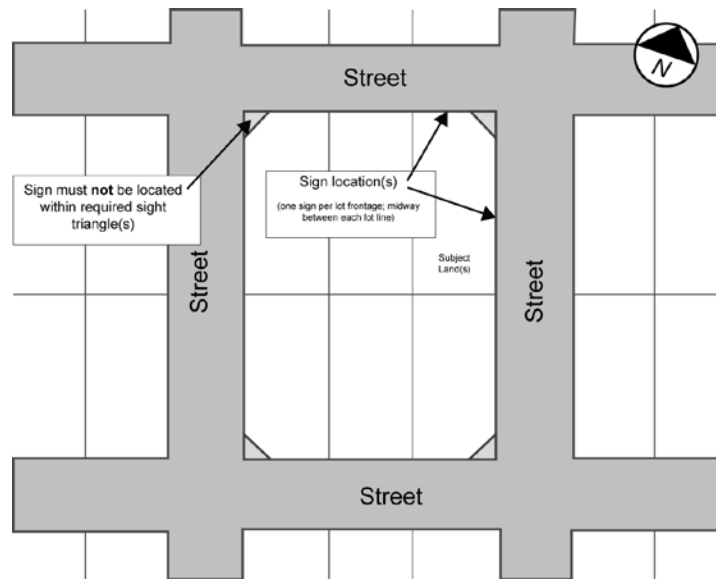 Street
N
Sign must not be located
within required sight
triangle(s)
Sign location(s)
(one sign per lot frontage; midway
between each lot line)
Subject
Land(s)
Street
Street
Street